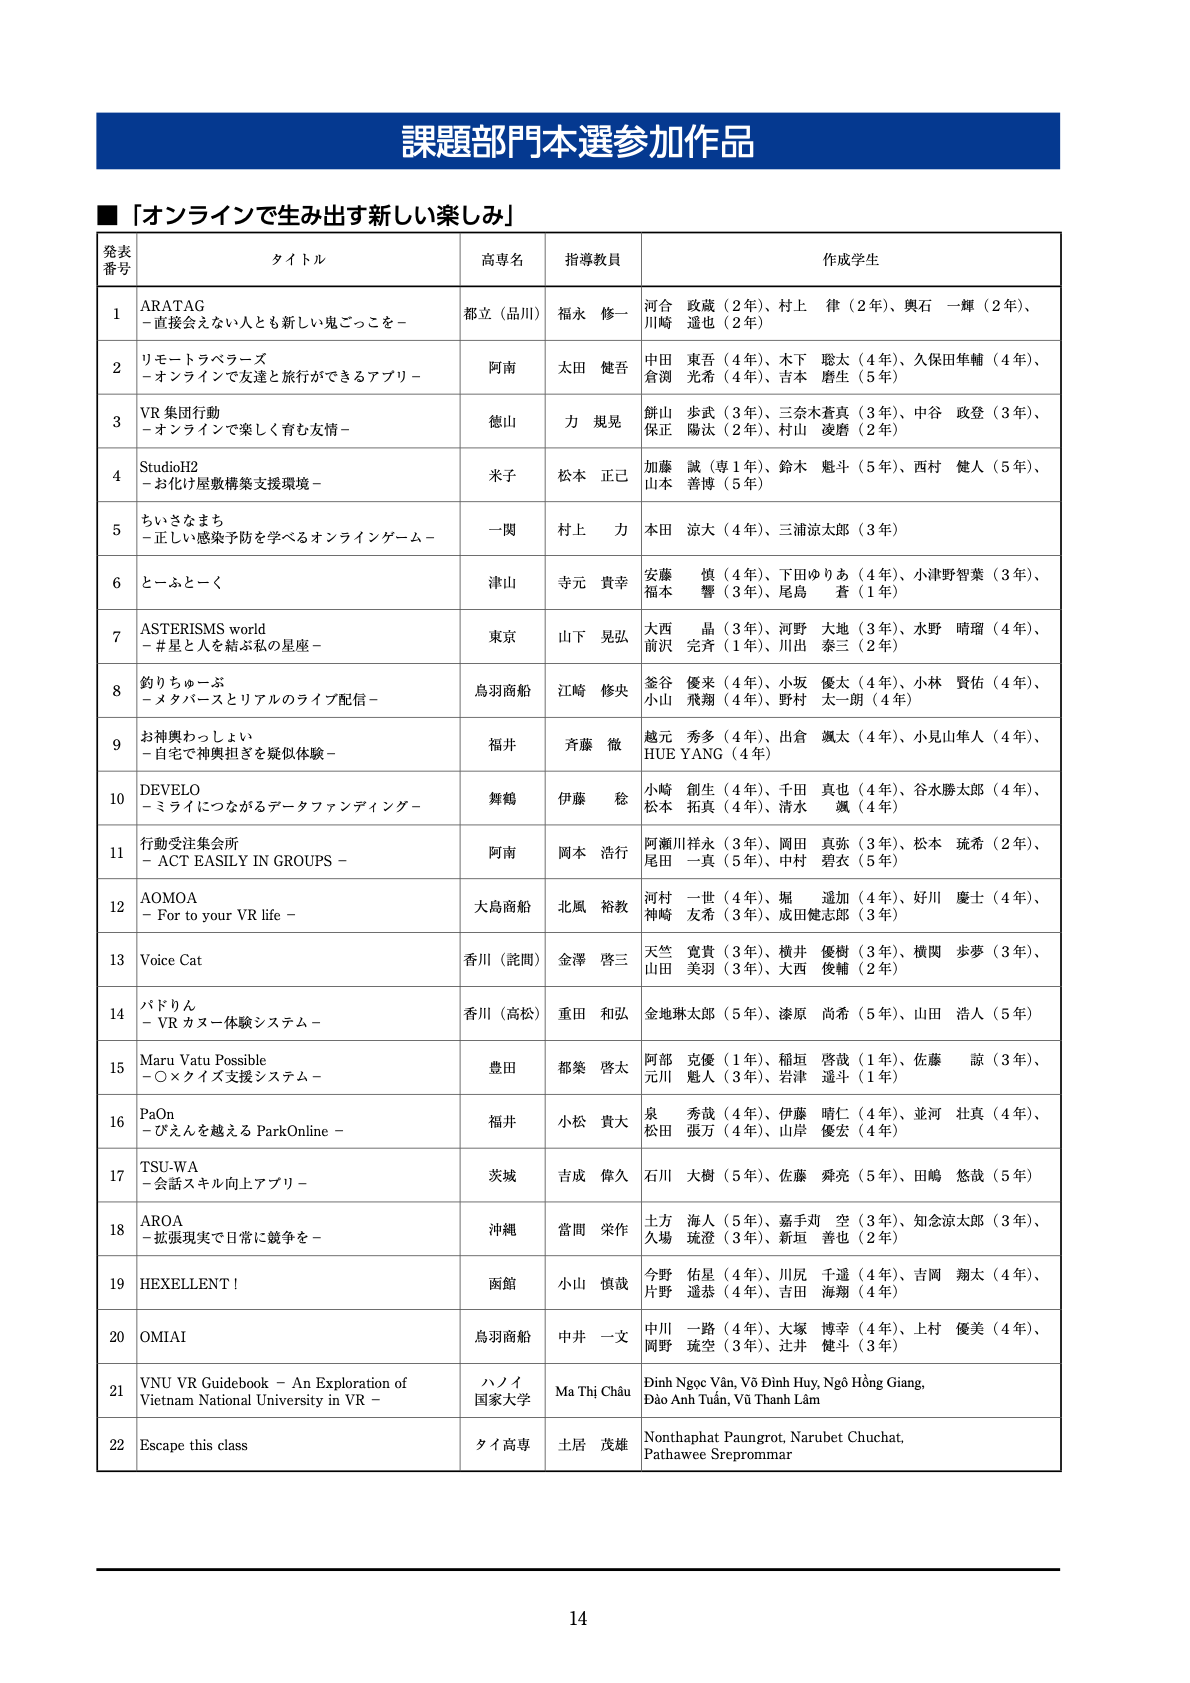 課題部門本選参加作品
■「オンラインで生み出す新しい楽しみ」
発表番号 タイトル 高専名 指導教員 作成学生
1 ARATAG 都立（品川） 福永 修一 河合 政蔵（２年）、村上 律（２年）、輿石 一輝（２年）、
－直接会えない人とも新しい鬼ごっこを－ 川崎 遥也（２年）
2 リモートラベラーズ 阿南 太田 健吾 中田 東吾（４年）、木下 聡太（４年）、久保田隼輔（４年）、
－オンラインで友達と旅行ができるアプリ－ 倉渕 光希（４年）、吉本 磨生（５年）
3 VR 集団行動 徳山 力 規晃 餅山 歩武（３年）、三奈木蒼真（３年）、中谷 政登（３年）、
－オンラインで楽しく育む友情－ 保正 陽汰（２年）、村山 凌磨（２年）
4 StudioH2 米子 松本 正己 加藤 誠（専１年）、鈴木 魁斗（５年）、西村 健人（５年）、
－お化け屋敷構築支援環境－ 山本 善博（５年）
5 ちいさなまち 一関 村上 力 本田 涼大（４年）、三浦涼太郎（３年）
－正しい感染予防を学べるオンラインゲーム－
6 とーふとーく 津山 寺元 貴幸 安藤 慎（４年）、下田ゆりあ（４年）、小津野智葉（３年）、
福本 響（３年）、尾島 蒼（１年）
7 ASTERISMS world 東京 山下 晃弘 大西 晶（３年）、河野 大地（３年）、水野 晴瑠（４年）、
－＃星と人を結ぶ私の星座－ 前沢 完斉（１年）、川出 泰三（２年）
8 釣りちゅーぶ 鳥羽商船 江崎 修央 釜谷 優来（４年）、小坂 優太（４年）、小林 賢佑（４年）、
－メタバースとリアルのライブ配信－ 小山 飛翔（４年）、野村 太一朗（４年）
9 お神輿わっしょい 福井 斉藤 徹 越元 秀多（４年）、出倉 颯太（４年）、小見山隼人（４年）、
－自宅で神輿担ぎを疑似体験－ HUE YANG（４年）
10 DEVELO 舞鶴 伊藤 稔 小崎 創生（４年）、千田 真也（４年）、谷水勝太郎（４年）、
－ミライにつながるデータファンディング－ 松本 拓真（４年）、清水 颯（４年）
11 行動受注集会所 阿南 岡本 浩行 阿瀬川祥永（３年）、岡田 真弥（３年）、松本 琉希（２年）、
－ ACT EASILY IN GROUPS － 尾田 一真（５年）、中村 碧衣（５年）
12 AOMOA 大島商船 北風 裕教 河村 一世（４年）、堀 遥加（４年）、好川 慶士（４年）、
－ For to your VR life － 神崎 友希（３年）、成田健志郎（３年）
13 Voice Cat 香川（詫間） 金澤 啓三 天竺 寛貴（３年）、横井 優樹（３年）、横関 歩夢（３年）、
山田 美羽（３年）、大西 俊輔（２年）
14 パドりん 香川（高松） 重田 和弘 金地琳太郎（５年）、漆原 尚希（５年）、山田 浩人（５年）
－ VR カヌー体験システム－
15 Maru Vatu Possible 豊田 都築 啓太 阿部 克優（１年）、稲垣 啓哉（１年）、佐藤 諒（３年）、
－〇×クイズ支援システム－ 元川 魁人（３年）、岩津 遥斗（１年）
16 PaOn 福井 小松 貴大 泉 秀哉（４年）、伊藤 晴仁（４年）、並河 壮真（４年）、
－ぴえんを越える ParkOnline － 松田 張万（４年）、山岸 優宏（４年）
17 TSU-WA 茨城 吉成 偉久 石川 大樹（５年）、佐藤 舜亮（５年）、田嶋 悠哉（５年）
－会話スキル向上アプリ－
18 AROA 沖縄 當間 栄作 土方 海人（５年）、嘉手苅 空（３年）、知念涼太郎（３年）、
－拡張現実で日常に競争を－ 久場 琉澄（３年）、新垣 善也（２年）
19 HEXELLENT！ 函館 小山 慎哉 今野 佑星（４年）、川尻 千遥（４年）、吉岡 翔太（４年）、
片野 遥恭（４年）、吉田 海翔（４年）
20 OMIAI 鳥羽商船 中井 一文 中川 一路（４年）、大塚 博幸（４年）、上村 優美（４年）、
岡野 琉空（３年）、辻井 健斗（３年）
21 VNU VR Guidebook － An Exploration of ハノイ Ma Thị Châu Đinh Ngọc Vân, Võ Đình Huy, Ngô Hồng Giang,
Vietnam National University in VR － 国家大学 Đào Anh Tuấn, Vũ Thanh Lâm
22 Escape this class タイ高専 土居 茂雄 Nonthaphat Paungrot, Narubet Chuchat,
Pathawee Sreprommar
14